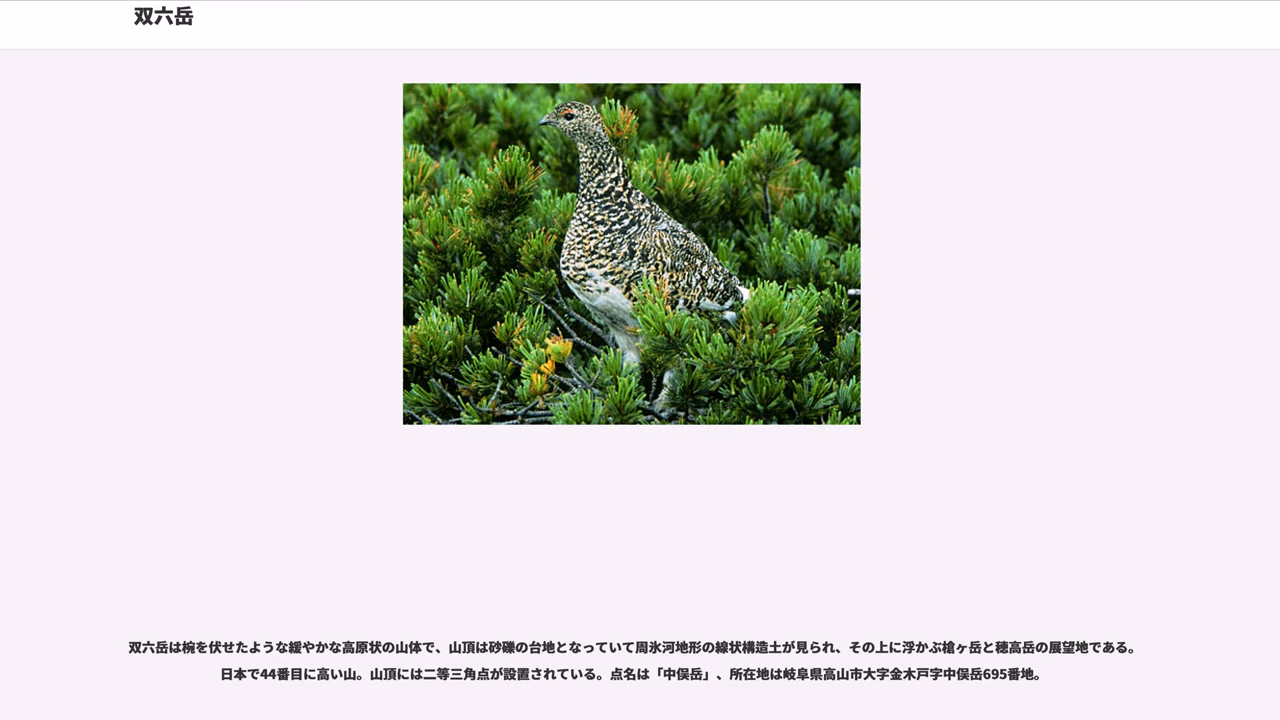 双六岳
双六岳は椀を伏せたような緩やかな高原状の山体で、山頂は砂礫の台地となっていて周氷河地形の線状構造土が見られ、その上に浮かぶ槍ヶ岳と穂高岳の展望地である。
日本で44番目に高い山。山頂には二等三角点が設置されている。点名は「中俣岳」、所在地は岐阜県高山市大字金木戸字中俣岳695番地。